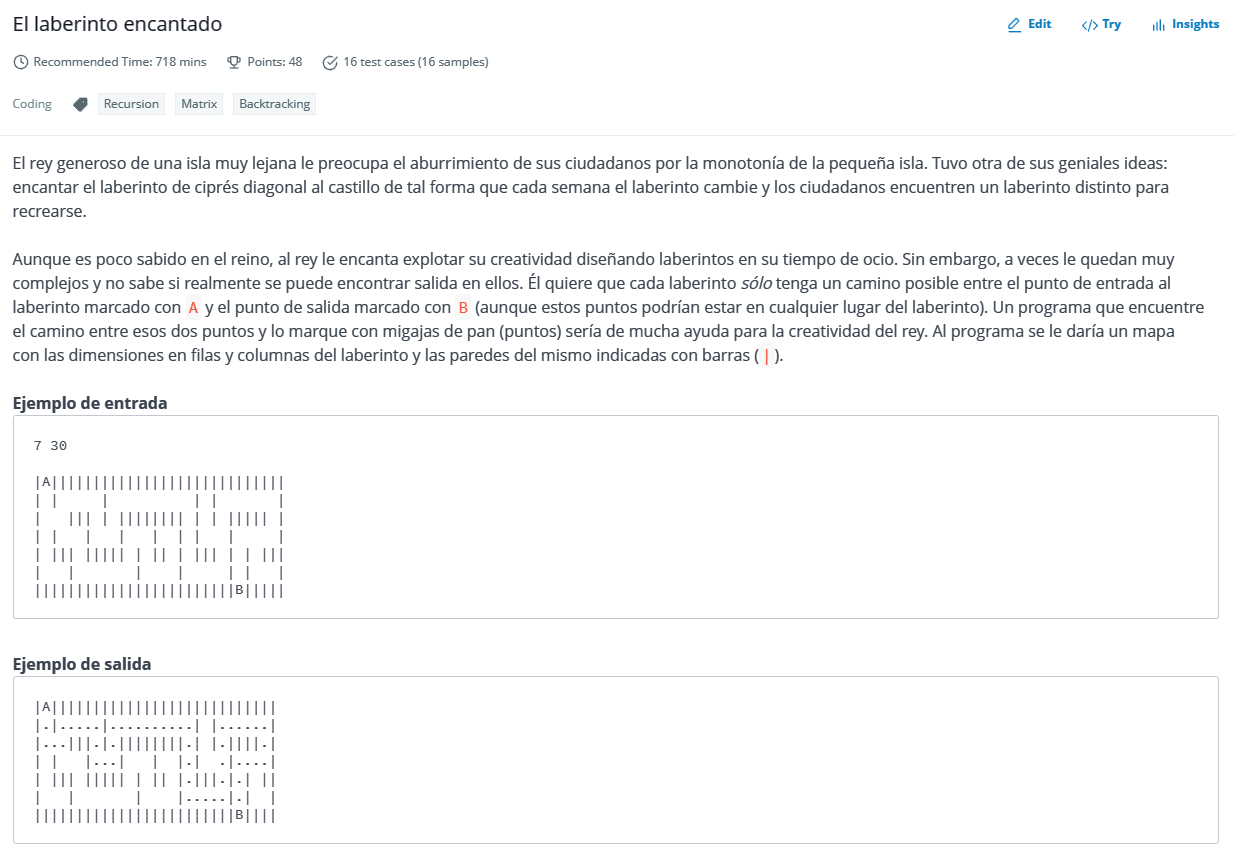 El laberinto encantado
Edit
</> Try
Insights
Recommended Time: 718 mins
Points: 48
16 test cases (16 samples)
Coding
Recursion
Matrix
Backtracking
El rey generoso de una isla muy lejana le preocupa el aburrimiento de sus ciudadanos por la monotonía de la pequeña isla. Tuvo otra de sus geniales ideas:
encantar el laberinto de ciprés diagonal al castillo de tal forma que cada semana el laberinto cambie y los ciudadanos encuentren un laberinto distinto para
recrearse.
Aunque es poco sabido en el reino, al rey le encanta explotar su creatividad diseñando laberintos en su tiempo de ocio. Sin embargo, a veces le quedan muy
complejos y no sabe si realmente se puede encontrar salida en ellos. Él quiere que cada laberinto sólo tenga un camino posible entre el punto de entrada al
laberinto marcado con A y el punto de salida marcado con B (aunque estos puntos podrían estar en cualquier lugar del laberinto). Un programa que encuentre
el camino entre esos dos puntos y lo marque con migajas de pan (puntos) sería de mucha ayuda para la creatividad del rey. Al programa se le daría un mapa
con las dimensiones en filas y columnas del laberinto y las paredes del mismo indicadas con barras ( | ).
Ejemplo de entrada
7 30
|A||||||||||||||||||||||||||||
| |     |          | |       |
|   ||| | |||||||| | | ||||| |
| |   |   |   |  | |   |     |
| ||| ||||| | || | ||| | | |||
|   |       |    |     | |   |
||||||||||||||||||||||||B|||||
Ejemplo de salida
|A|||||||||||||||||||||||||||
|.|.....|..........| |......|
|...|||.|.||||||||.| |.||||.|
| |   |...|   |  |.|  .|....|
| ||| ||||| | || |.|||.|.| ||
|   |       |    |.....|.|  |
||||||||||||||||||||||||B||||